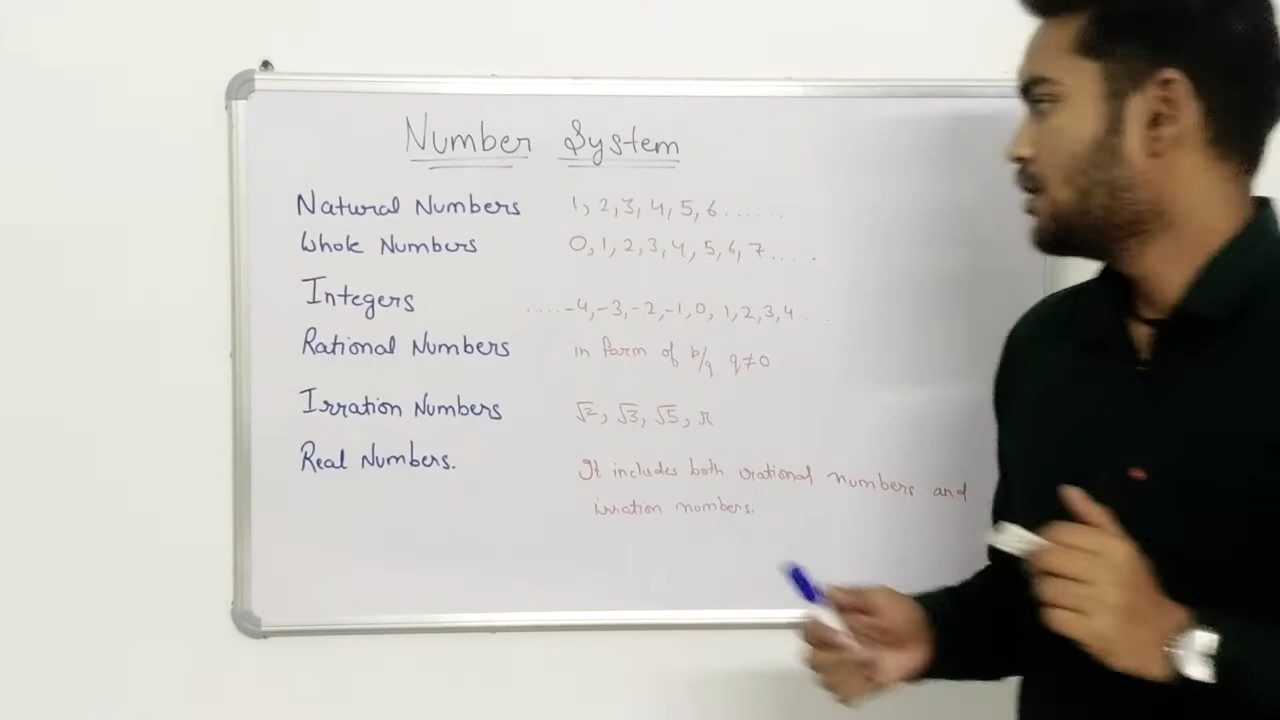 Number System
Natural Numbers 1, 2, 3, 4, 5, 6......
Whole Numbers 0, 1, 2, 3, 4, 5, 6, 7.....
Integers .....-4, -3, -2, -1, 0, 1, 2, 3, 4.....
Rational Numbers in form of p/q q≠0
Irration Numbers √2, √3, √5, π
Real Numbers. It includes both rational numbers and
irration numbers.